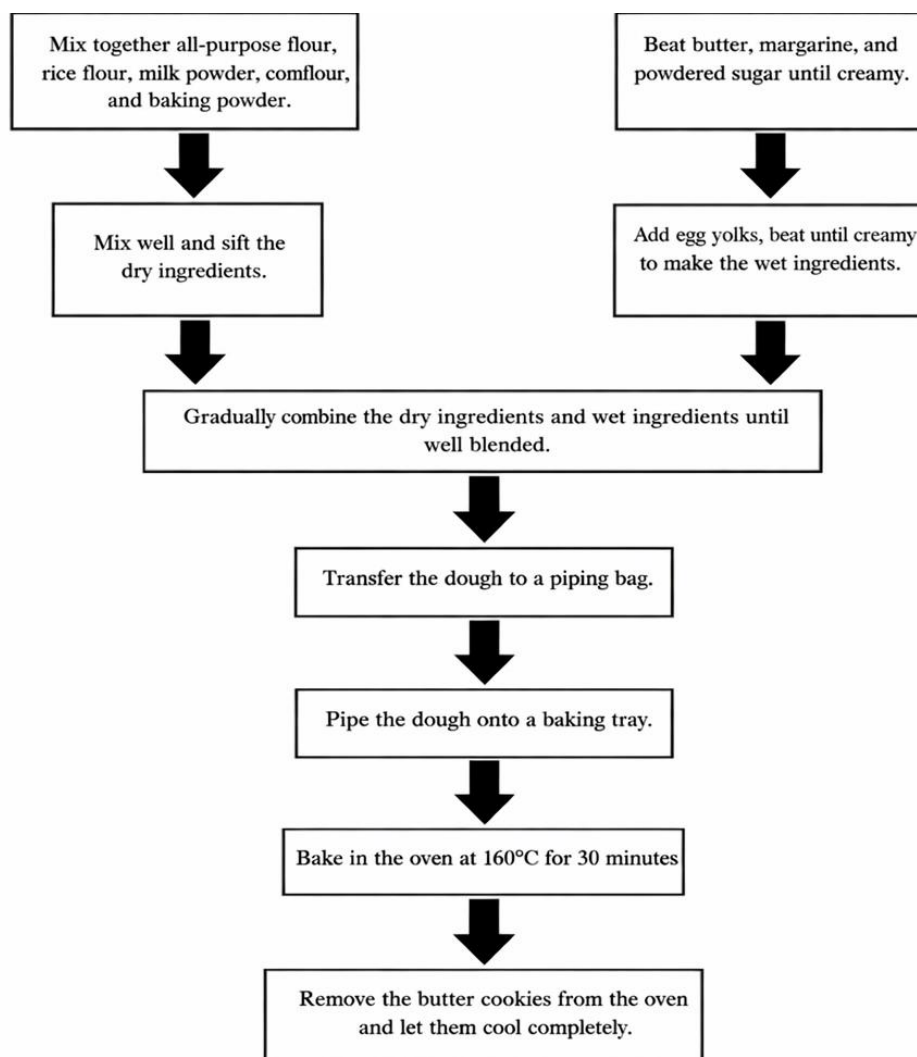 Mix together all-purpose flour,
rice flour, milk powder, comflour,
and baking powder.
Beat butter, margarine, and
powdered sugar until creamy.
Mix well and sift the
dry ingredients.
Add egg yolks, beat until creamy
to make the wet ingredients.
Gradually combine the dry ingredients and wet ingredients until
well blended.
Transfer the dough to a piping bag.
Pipe the dough onto a baking tray.
Bake in the oven at 160°C for 30 minutes
Remove the butter cookies from the oven
and let them cool completely.